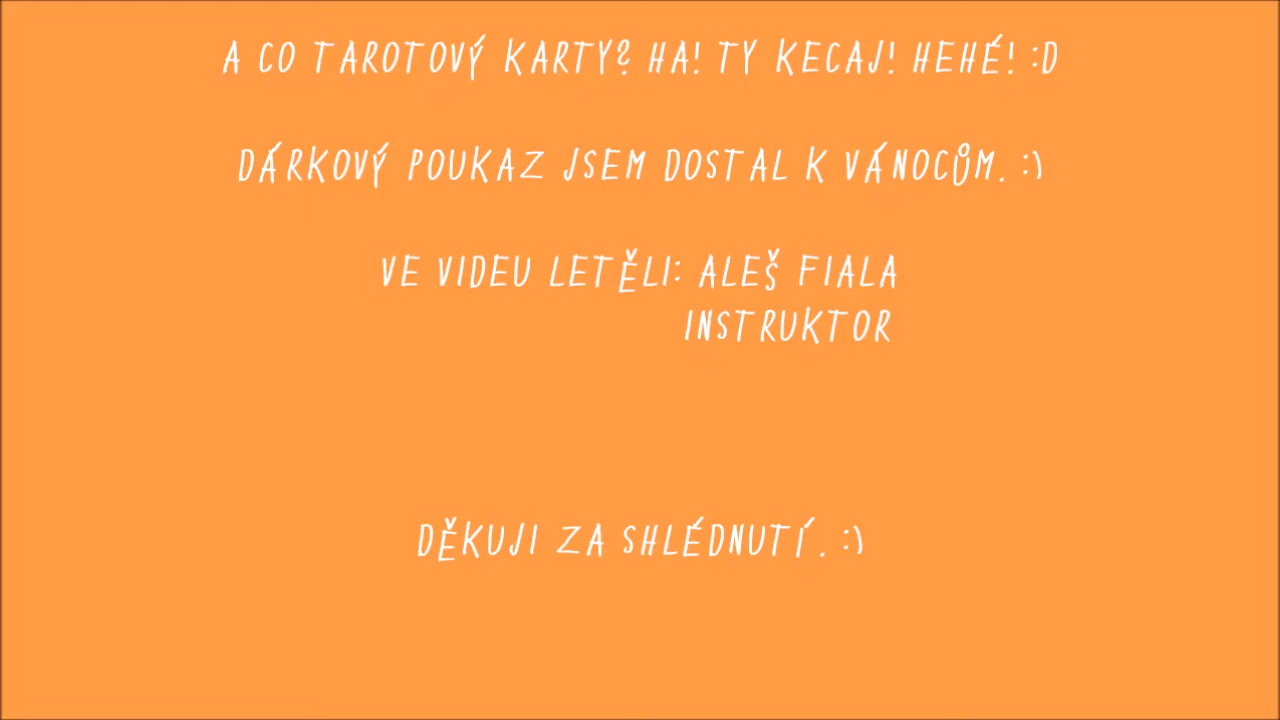 A CO TAROTOVÝ KARTY? HA! TY KECAJ! HEHÉ! :D
DÁRKOVÝ POUKAZ JSEM DOSTAL K VÁNOCŮM. :)
VE VIDEU LETĚLI: ALEŠ FIALA
INSTRUKTOR
DĚKUJI ZA SHLÉDNUTÍ. :)